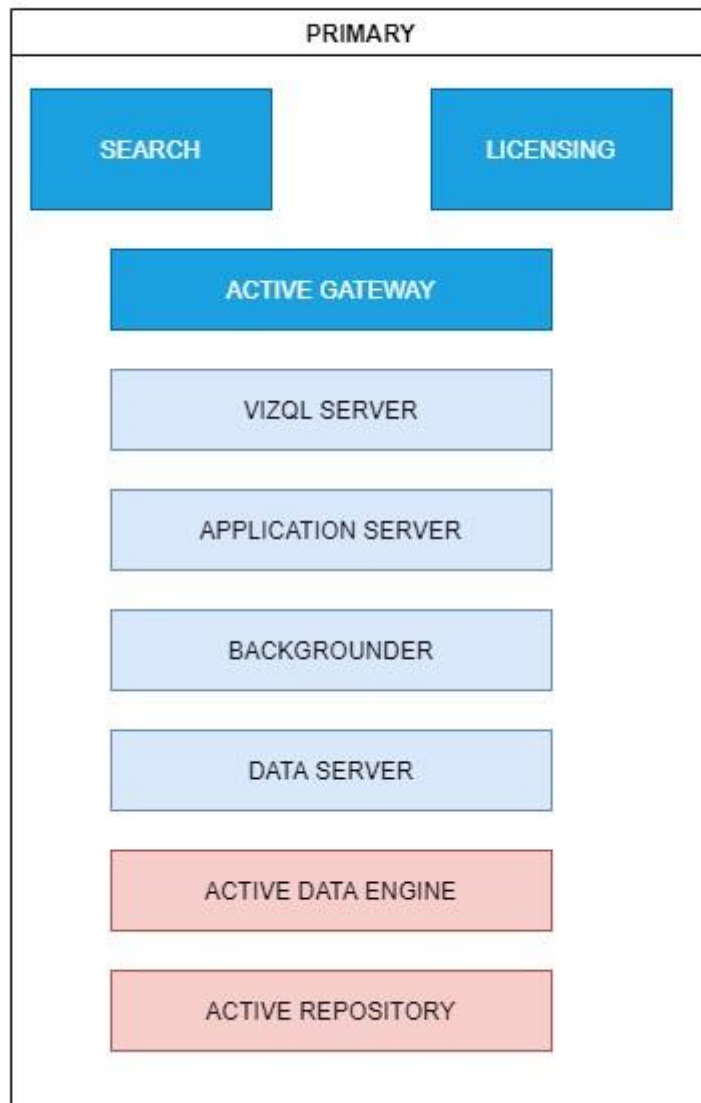 PRIMARY
SEARCH
LICENSING
ACTIVE GATEWAY
VIZQL SERVER
APPLICATION SERVER
BACKGROUNDER
DATA SERVER
ACTIVE DATA ENGINE
ACTIVE REPOSITORY